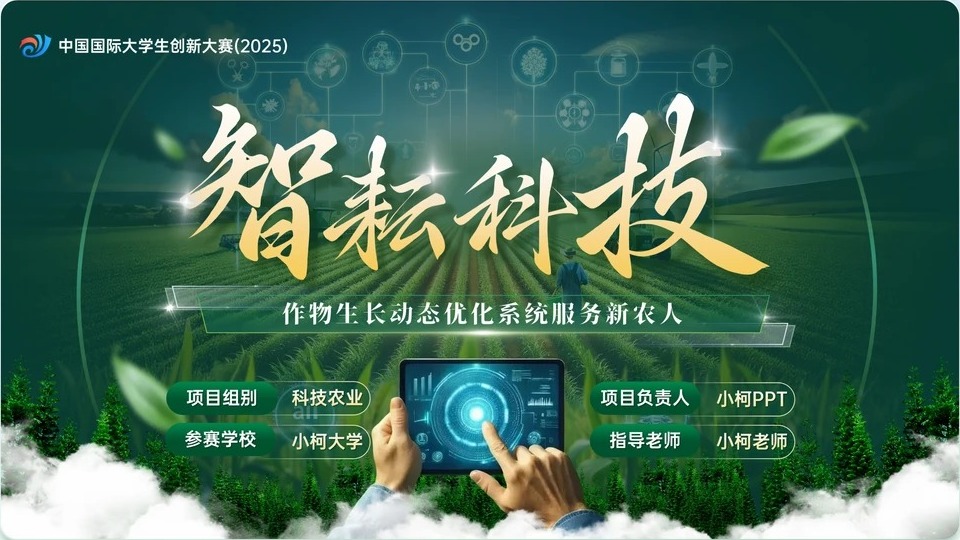 中国国际大学生创新大赛(2025)
智耘科技
作物生长动态优化系统服务新农人
项目组别 科技农业
项目负责人 小柯PPT
参赛学校 小柯大学
指导老师 小柯老师